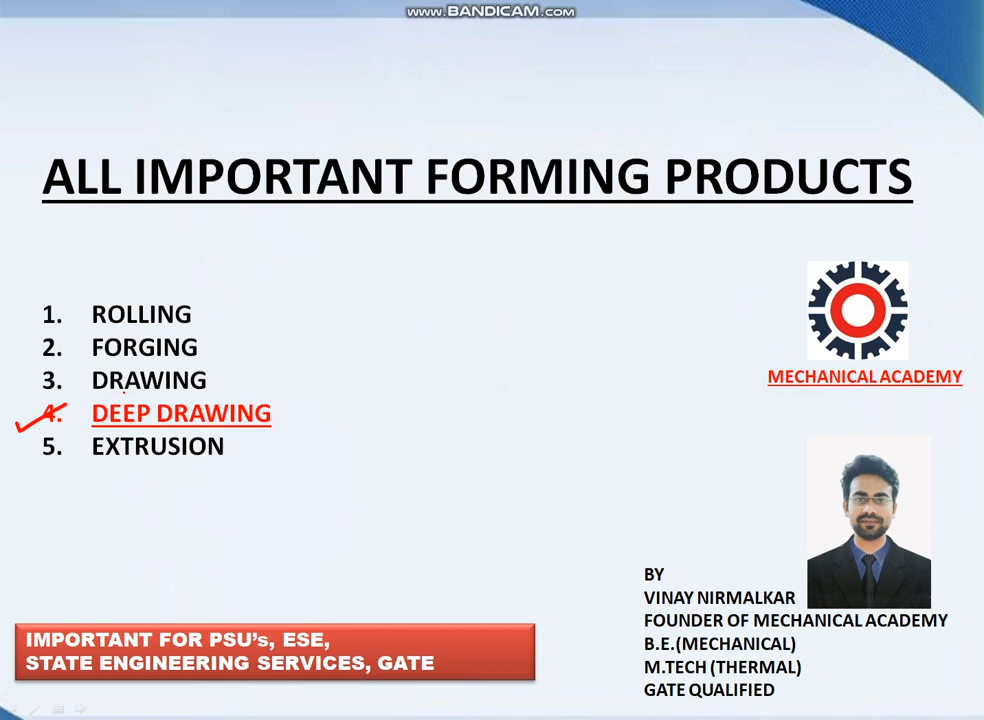 www.BANDICAM.com
ALL IMPORTANT FORMING PRODUCTS
1. ROLLING
2. FORGING
3. DRAWING
4. DEEP DRAWING
5. EXTRUSION
MECHANICAL ACADEMY
BY
VINAY NIRMALKAR
FOUNDER OF MECHANICAL ACADEMY
B.E.(MECHANICAL)
M.TECH (THERMAL)
GATE QUALIFIED
IMPORTANT FOR PSU's, ESE,
STATE ENGINEERING SERVICES, GATE